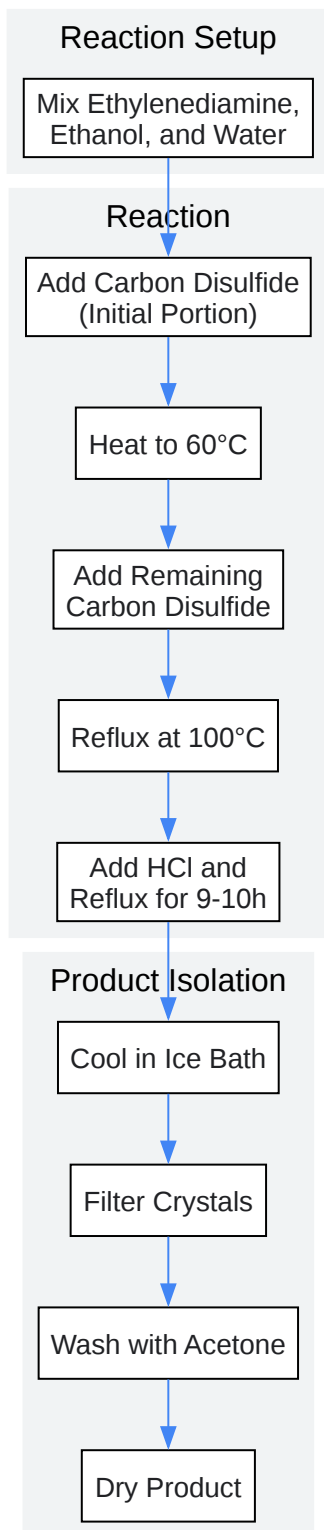 Reaction Setup
Mix Ethylenediamine,
Ethanol, and Water
Reaction
Add Carbon Disulfide
(Initial Portion)
Heat to 60°C
Add Remaining
Carbon Disulfide
Reflux at 100°C
Add HCl and
Reflux for 9-10h
Product Isolation
Cool in Ice Bath
Filter Crystals
Wash with Acetone
Dry Product